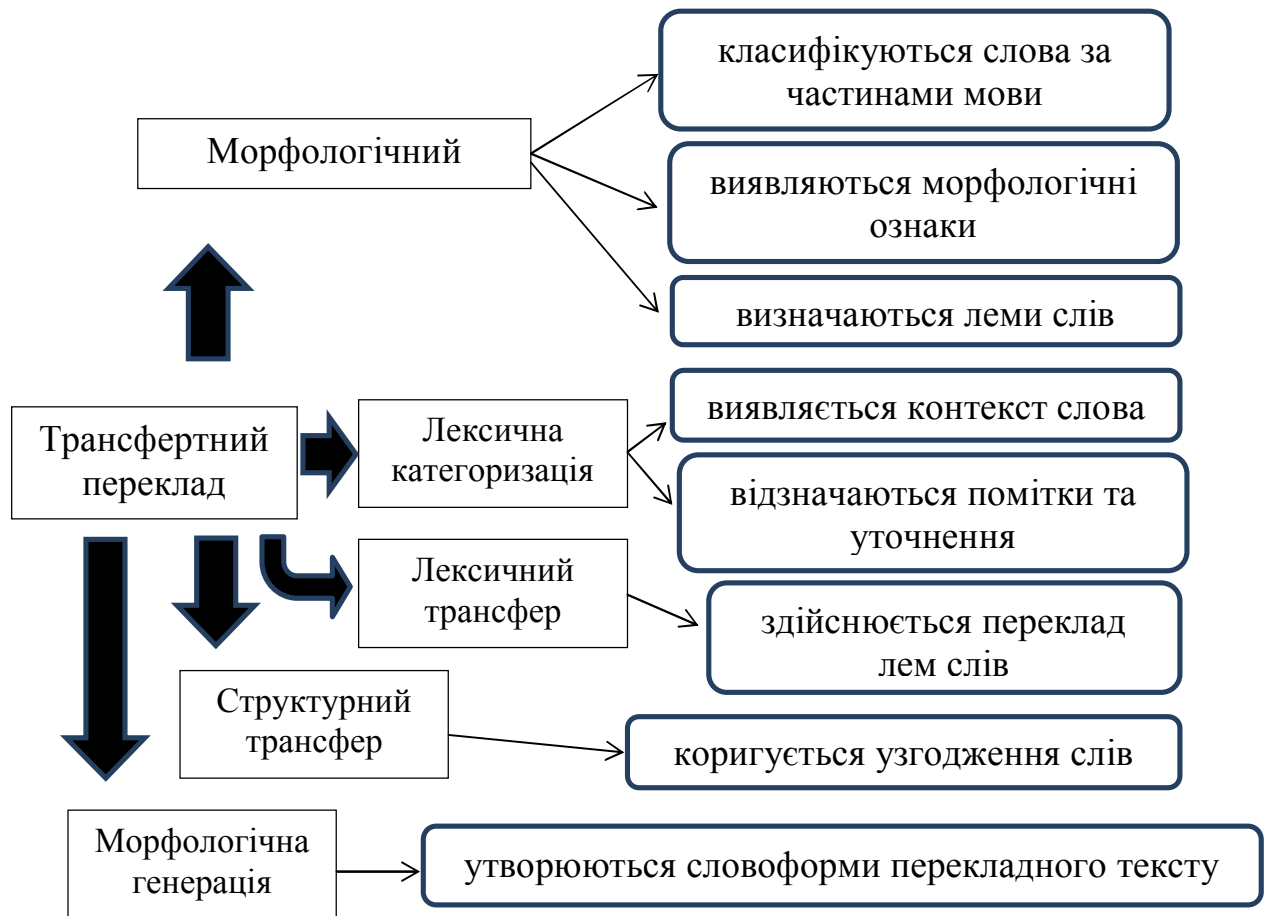 класифікуються слова за
частинами мови
Морфологічний
виявляються морфологічні
ознаки
визначаються леми слів
Трансфертний
переклад
Лексична
категоризація
виявляється контекст слова
відзначаються помітки та
уточнення
Лексичний
трансфер
здійснюється переклад
лем слів
Структурний
трансфер
коригується узгодження слів
Морфологічна
генерація
утворюються словоформи перекладного тексту